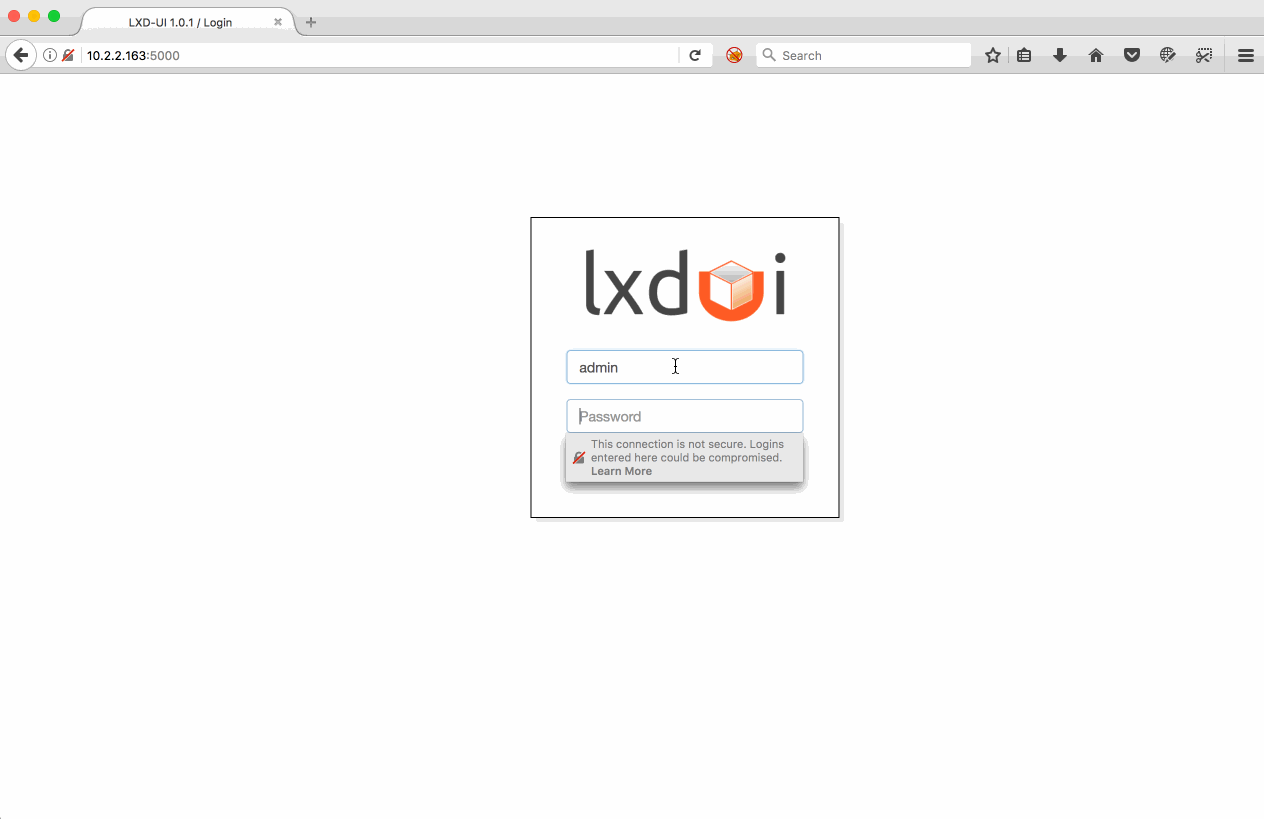 LXD-UI 1.0.1 / Login
10.2.2.163:5000
Search
lxdui
admin
Password
This connection is not secure. Logins
entered here could be compromised.
Learn More